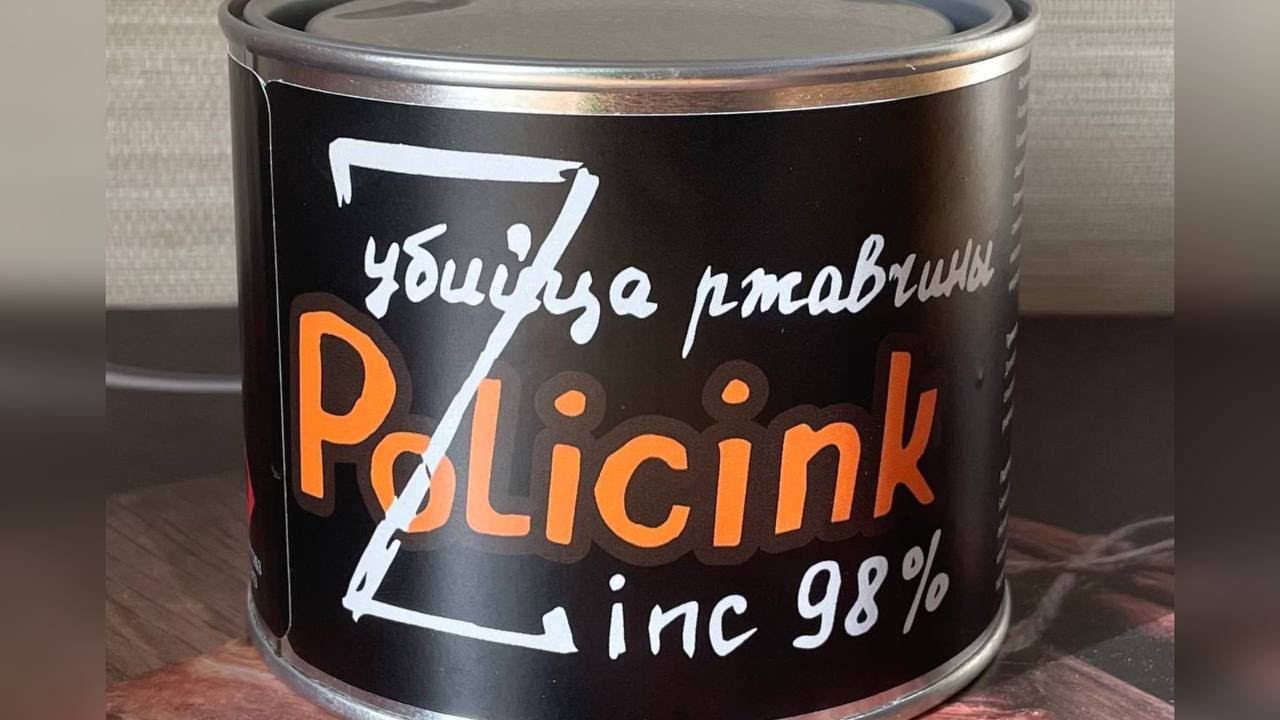 убийца ржавчины
Policink
Zinc 98%